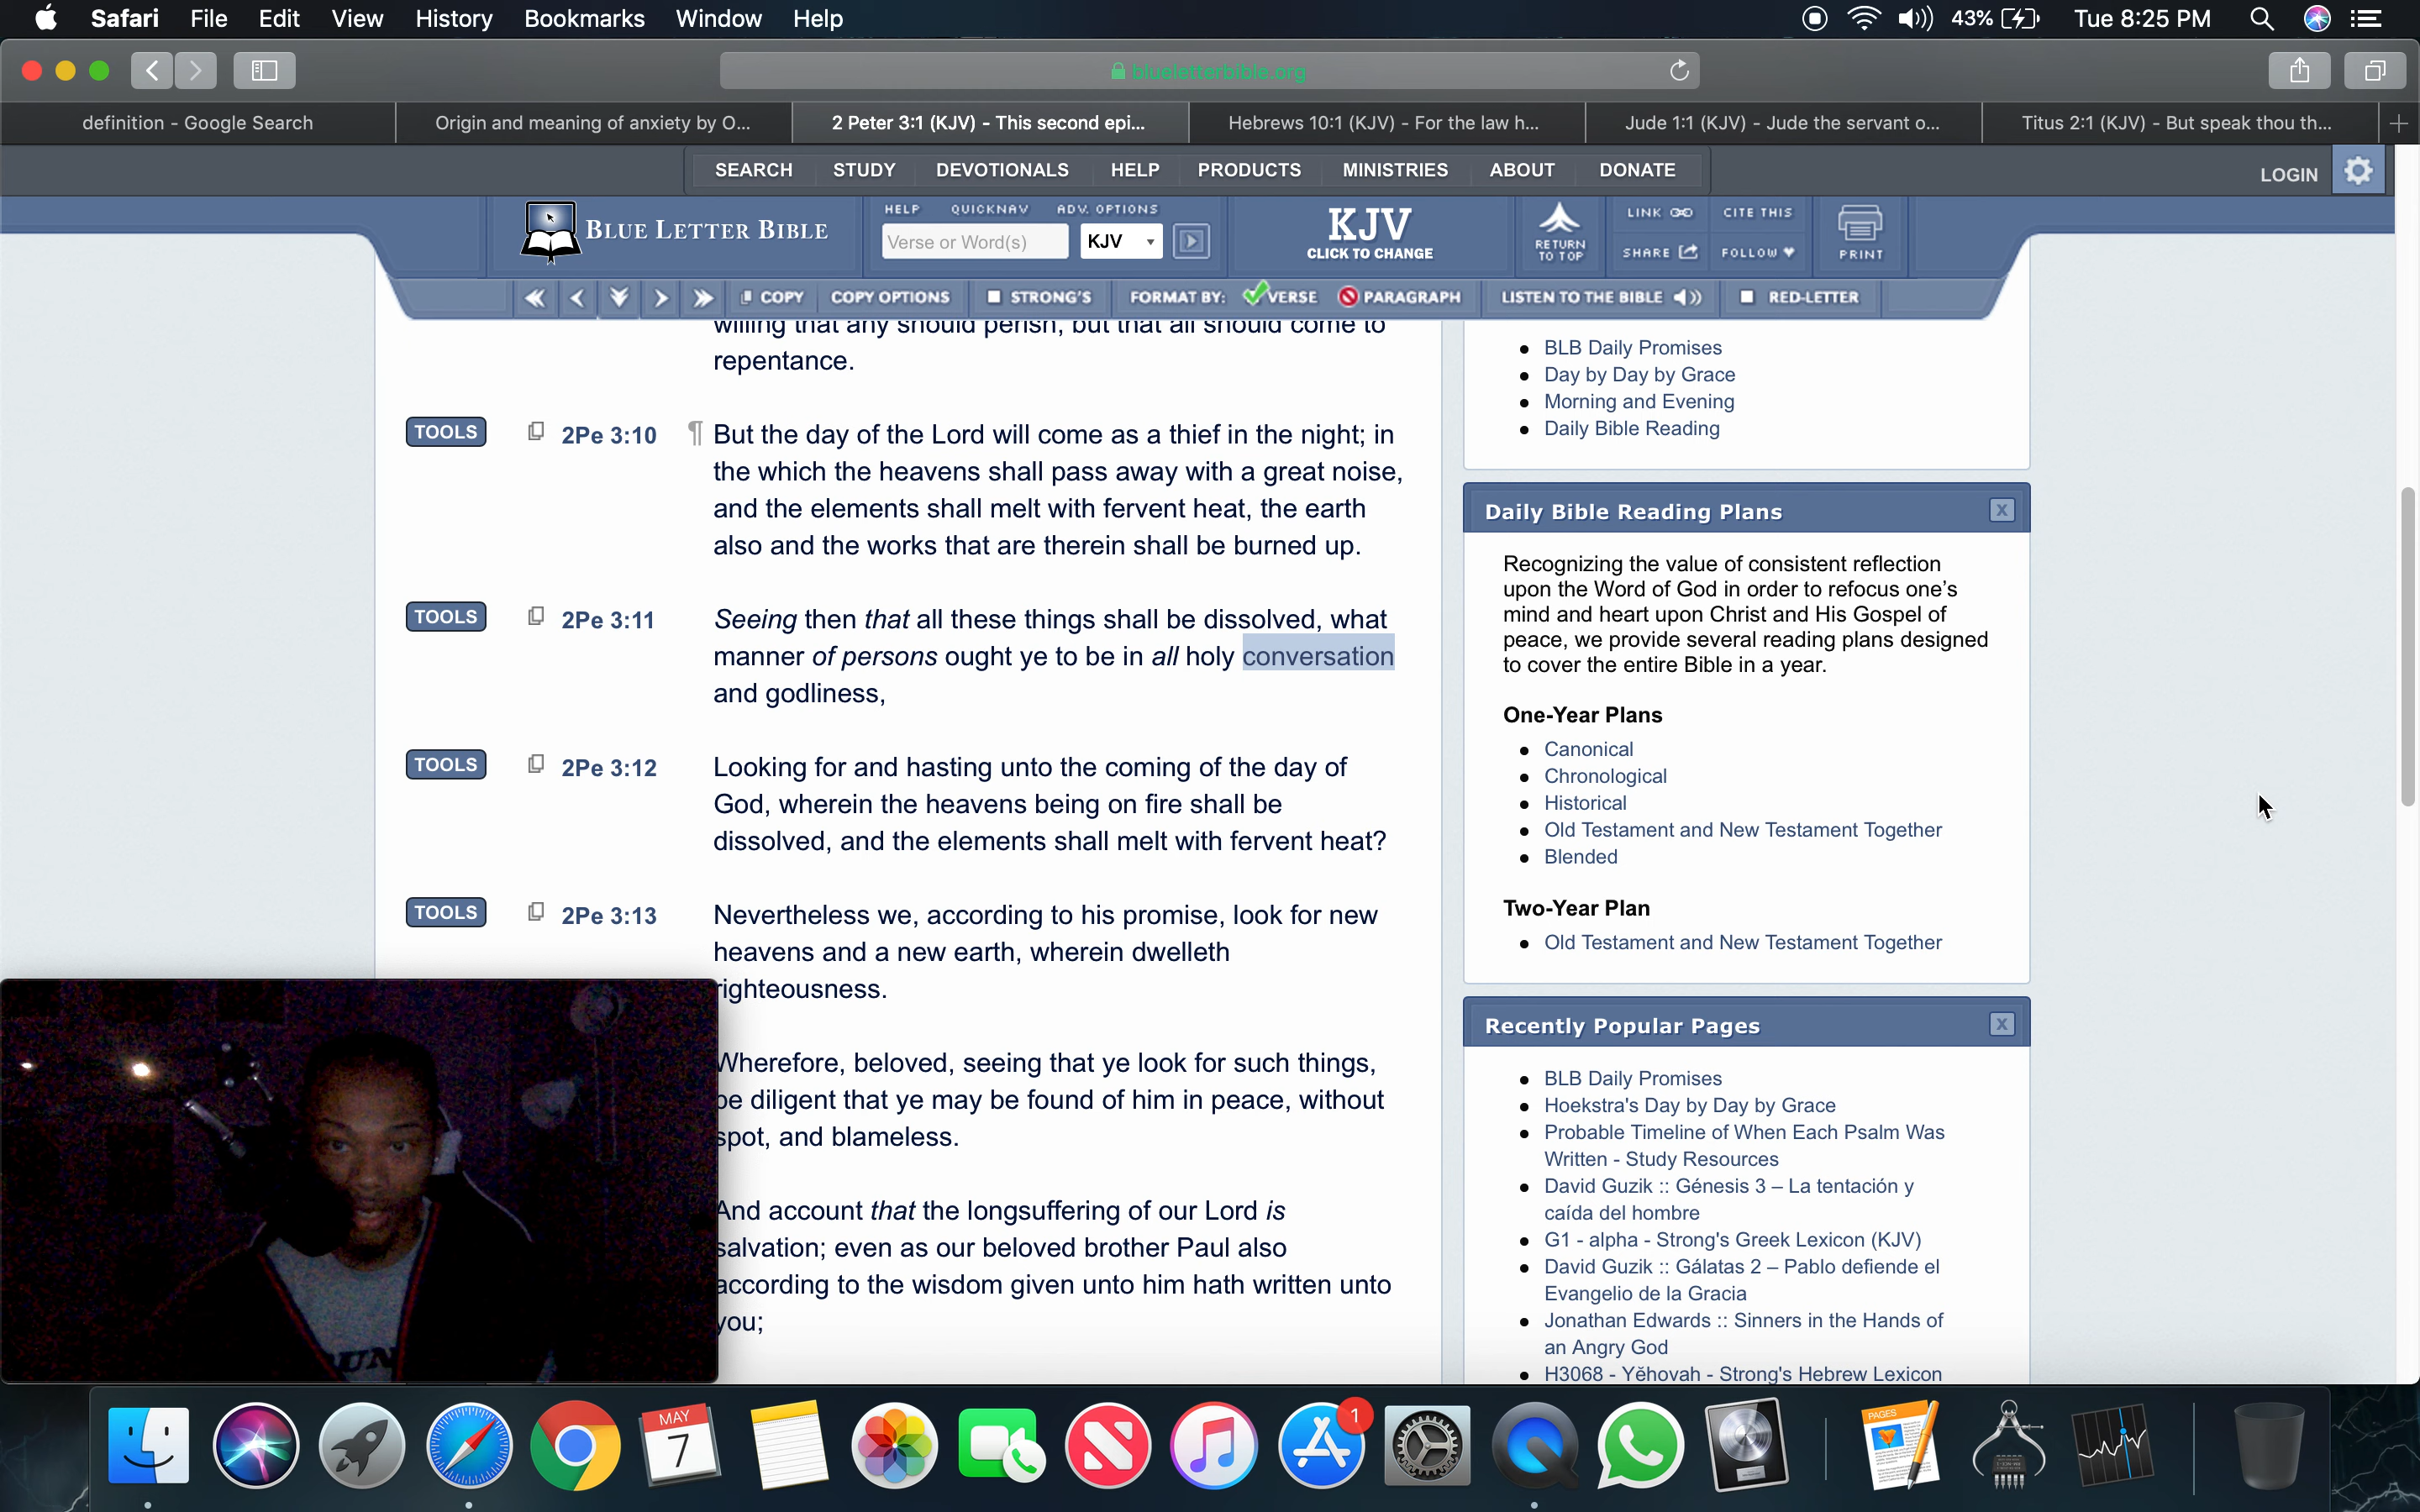 Safari File Edit View History Bookmarks Window Help 43% Tue 8:25 PM
blueletterbible.org
definition - Google Search
Origin and meaning of anxiety by O...
2 Peter 3:1 (KJV) - This second epi...
Hebrews 10:1 (KJV) - For the law h...
Jude 1:1 (KJV) - Jude the servant o...
Titus 2:1 (KJV) - But speak thou th...
SEARCH STUDY DEVOTIONALS HELP PRODUCTS MINISTRIES ABOUT DONATE
LOGIN
BLUE LETTER BIBLE
HELP QUICKNAV ADV. OPTIONS
Verse or Word(s) KJV
KJV
CLICK TO CHANGE
RETURN
TO TOP
LINK CITE THIS
SHARE FOLLOW
PRINT
COPY COPY OPTIONS STRONG'S FORMAT BY: VERSE PARAGRAPH LISTEN TO THE BIBLE RED-LETTER
willing that any should perish, but that all should come to
repentance.
TOOLS 2Pe 3:10 ¶ But the day of the Lord will come as a thief in the night; in
the which the heavens shall pass away with a great noise,
and the elements shall melt with fervent heat, the earth
also and the works that are therein shall be burned up.
TOOLS 2Pe 3:11 Seeing then that all these things shall be dissolved, what
manner of persons ought ye to be in all holy conversation
and godliness,
TOOLS 2Pe 3:12 Looking for and hasting unto the coming of the day of
God, wherein the heavens being on fire shall be
dissolved, and the elements shall melt with fervent heat?
TOOLS 2Pe 3:13 Nevertheless we, according to his promise, look for new
heavens and a new earth, wherein dwelleth
righteousness.
Wherefore, beloved, seeing that ye look for such things,
be diligent that ye may be found of him in peace, without
spot, and blameless.
And account that the longsuffering of our Lord is
salvation; even as our beloved brother Paul also
according to the wisdom given unto him hath written unto
you;
BLB Daily Promises
Day by Day by Grace
Morning and Evening
Daily Bible Reading
Daily Bible Reading Plans X
Recognizing the value of consistent reflection
upon the Word of God in order to refocus one's
mind and heart upon Christ and His Gospel of
peace, we provide several reading plans designed
to cover the entire Bible in a year.
One-Year Plans
Canonical
Chronological
Historical
Old Testament and New Testament Together
Blended
Two-Year Plan
Old Testament and New Testament Together
Recently Popular Pages X
BLB Daily Promises
Hoekstra's Day by Day by Grace
Probable Timeline of When Each Psalm Was
Written - Study Resources
David Guzik :: Génesis 3 – La tentación y
caída del hombre
G1 - alpha - Strong's Greek Lexicon (KJV)
David Guzik :: Gálatas 2 – Pablo defiende el
Evangelio de la Gracia
Jonathan Edwards :: Sinners in the Hands of
an Angry God
H3068 - Yĕhovah - Strong's Hebrew Lexicon
MAY
7
1
PAGES